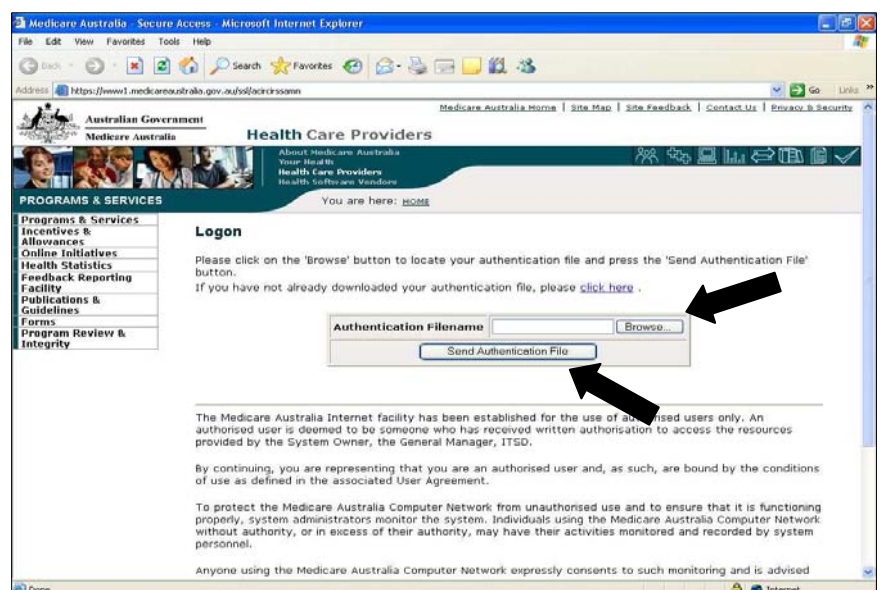 Medicare Australia - Secure Access - Microsoft Internet Explorer
File Edit View Favorites Tools Help
Back Search Favorites
Address https://www1.medicareaustralia.gov.au/ssl/acircirssamn Go Links »
Medicare Australia Home | Site Map | Site Feedback | Contact Us | Privacy & Security
Australian Government
Medicare Australia
Health Care Providers
About Medicare Australia
Your Health
Health Care Providers
Health Software Vendors
PROGRAMS & SERVICES
You are here: HOME
Programs & Services
Incentives &
Allowances
Online Initiatives
Health Statistics
Feedback Reporting
Facility
Publications &
Guidelines
Forms
Program Review &
Integrity
Logon
Please click on the 'Browse' button to locate your authentication file and press the 'Send Authentication File'
button.
If you have not already downloaded your authentication file, please click here .
Authentication Filename Browse...
Send Authentication File
The Medicare Australia Internet facility has been established for the use of authorised users only. An
authorised user is deemed to be someone who has received written authorisation to access the resources
provided by the System Owner, the General Manager, ITSD.
By continuing, you are representing that you are an authorised user and, as such, are bound by the conditions
of use as defined in the associated User Agreement.
To protect the Medicare Australia Computer Network from unauthorised use and to ensure that it is functioning
properly, system administrators monitor the system. Individuals using the Medicare Australia Computer Network
without authority, or in excess of their authority, may have their activities monitored and recorded by system
personnel.
Anyone using the Medicare Australia Computer Network expressly consents to such monitoring and is advised
Done Internet